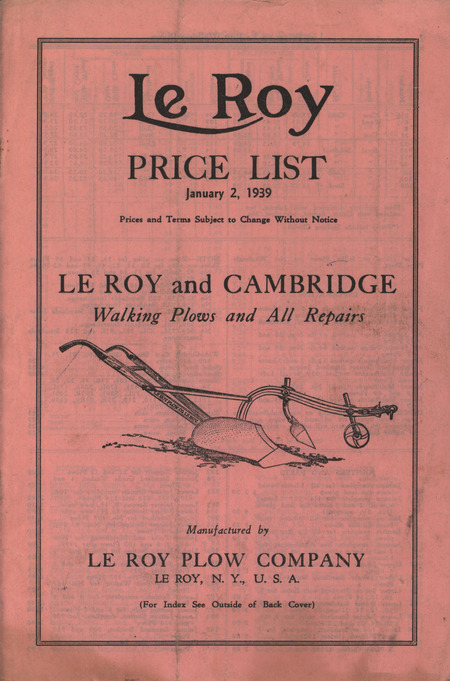 Le Roy
PRICE LIST
January 2, 1939
Prices and Terms Subject to Change Without Notice
LE ROY and CAMBRIDGE
Walking Plows and All Repairs
Manufactured by
LE ROY PLOW COMPANY
LE ROY, N. Y., U. S. A.
(For Index See Outside of Back Cover)